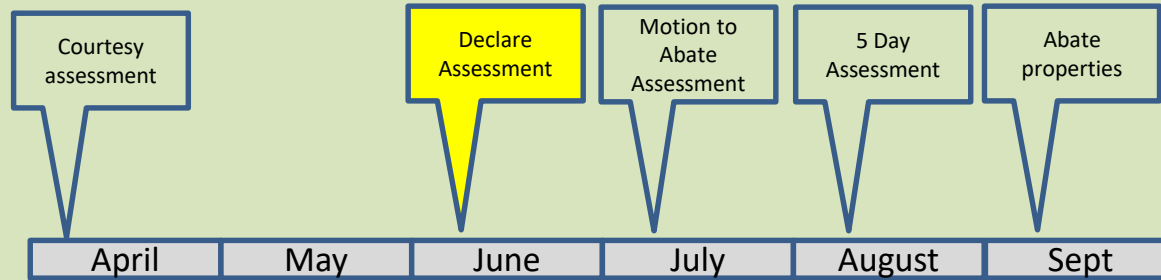 Courtesy
assessment
Declare
Assessment
Motion to
Abate
Assessment
5 Day
Assessment
Abate
properties
April
May
June
July
August
Sept